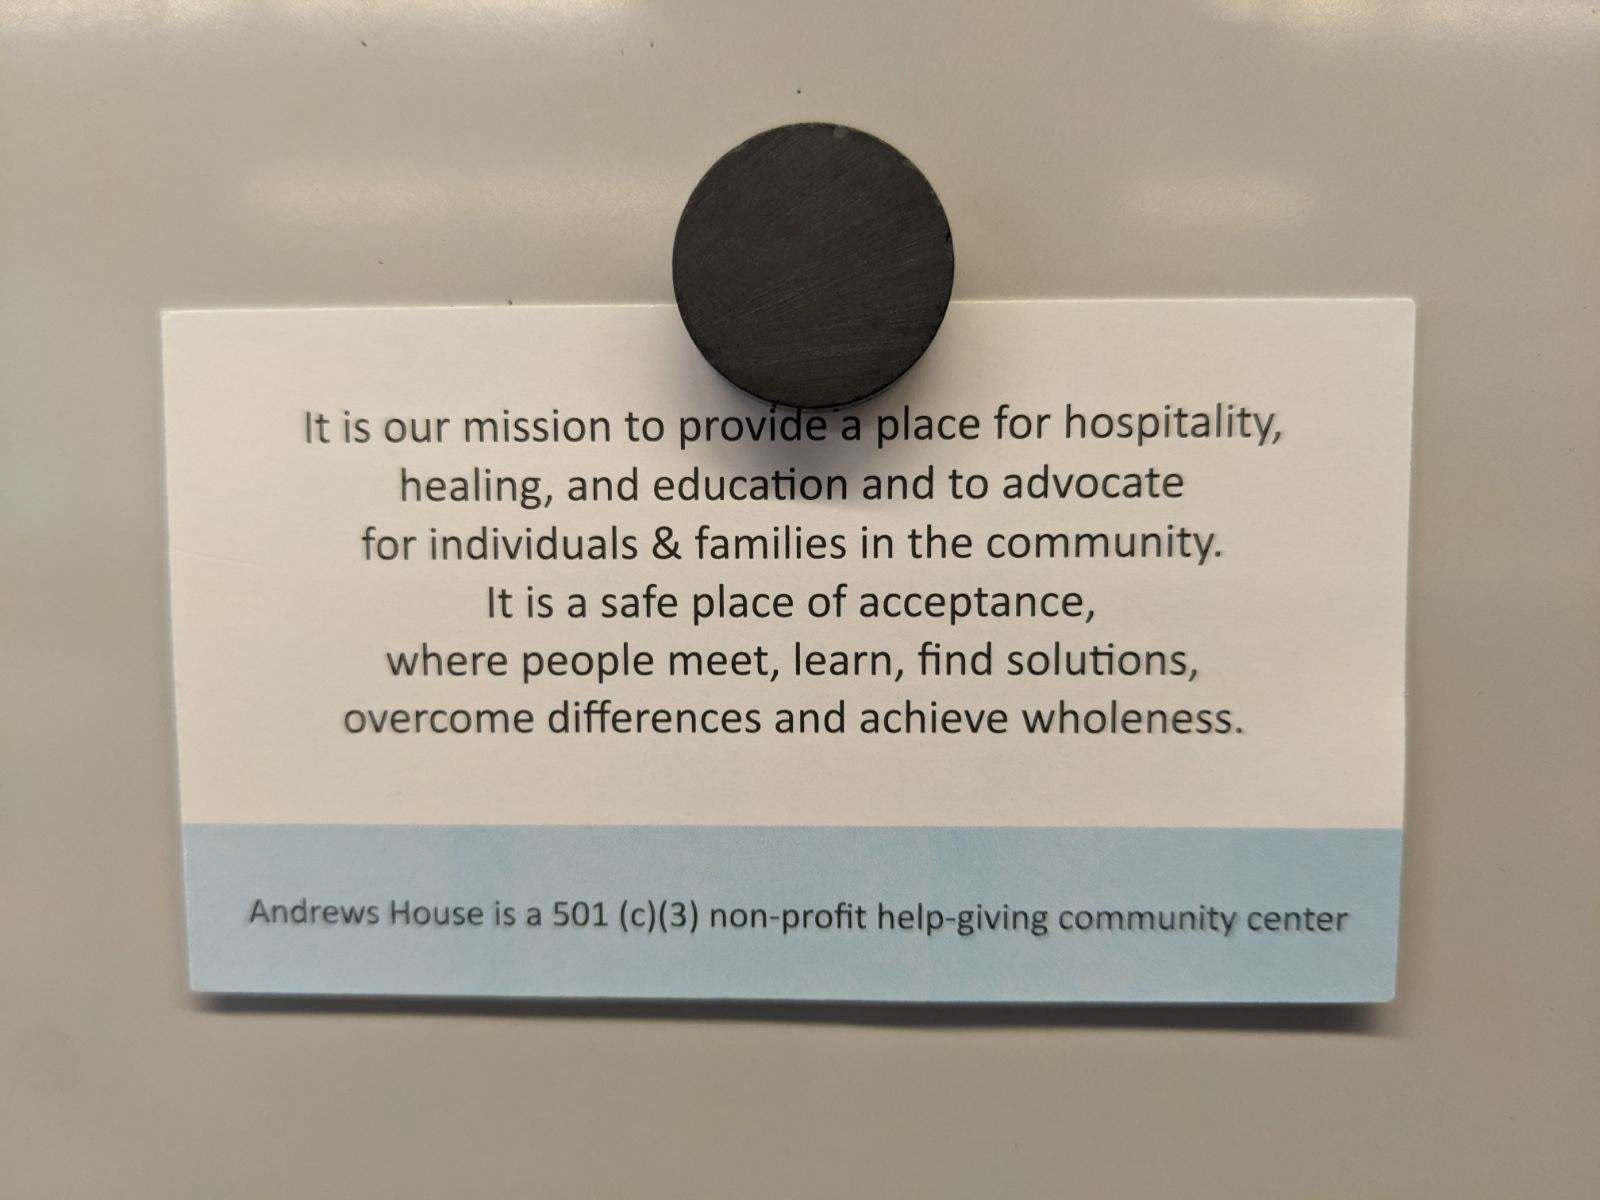 It is our mission to provide a place for hospitality,
healing, and education and to advocate
for individuals & families in the community.
It is a safe place of acceptance,
where people meet, learn, find solutions,
overcome differences and achieve wholeness.
Andrews House is a 501 (c)(3) non-profit help-giving community center